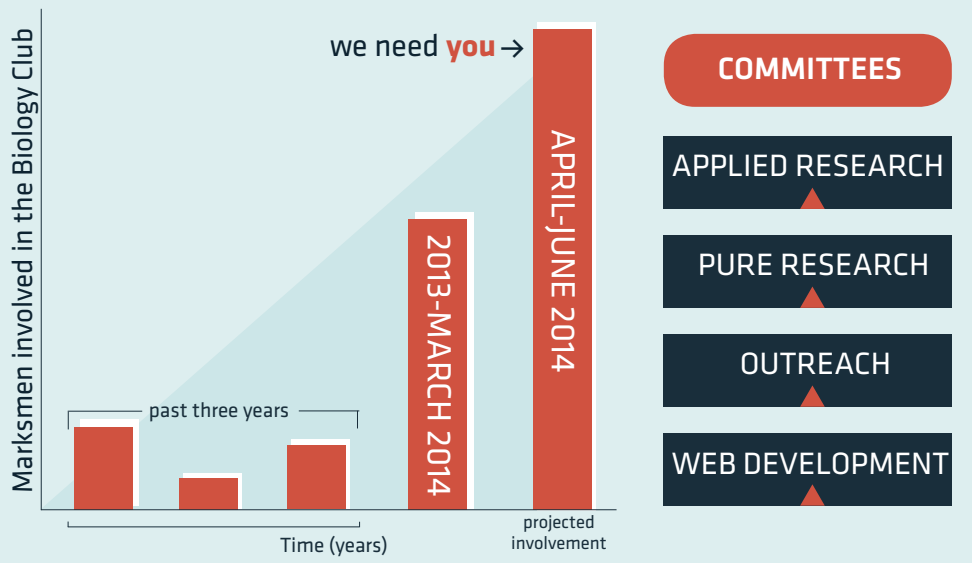 Marksmen involved in the Biology Club
we need you →
past three years
2013-MARCH 2014
APRIL-JUNE 2014
Time (years)
projected
involvement
COMMITTEES
APPLIED RESEARCH
PURE RESEARCH
OUTREACH
WEB DEVELOPMENT